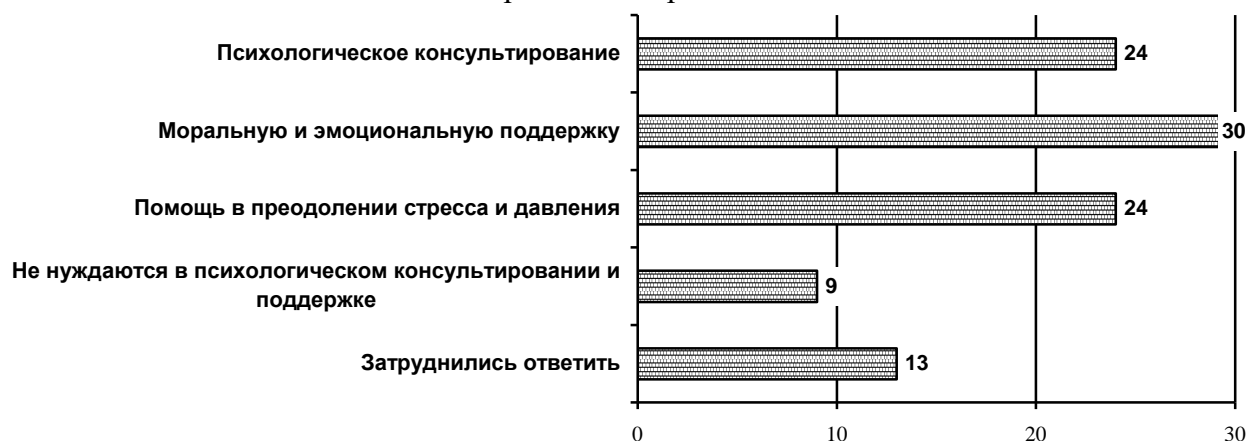 Психологическое консультирование
24
Моральную и эмоциональную поддержку
30
Помощь в преодолении стресса и давления
24
Не нуждаются в психологическом консультировании и
поддержке
9
Затруднились ответить
13
0 10 20 30